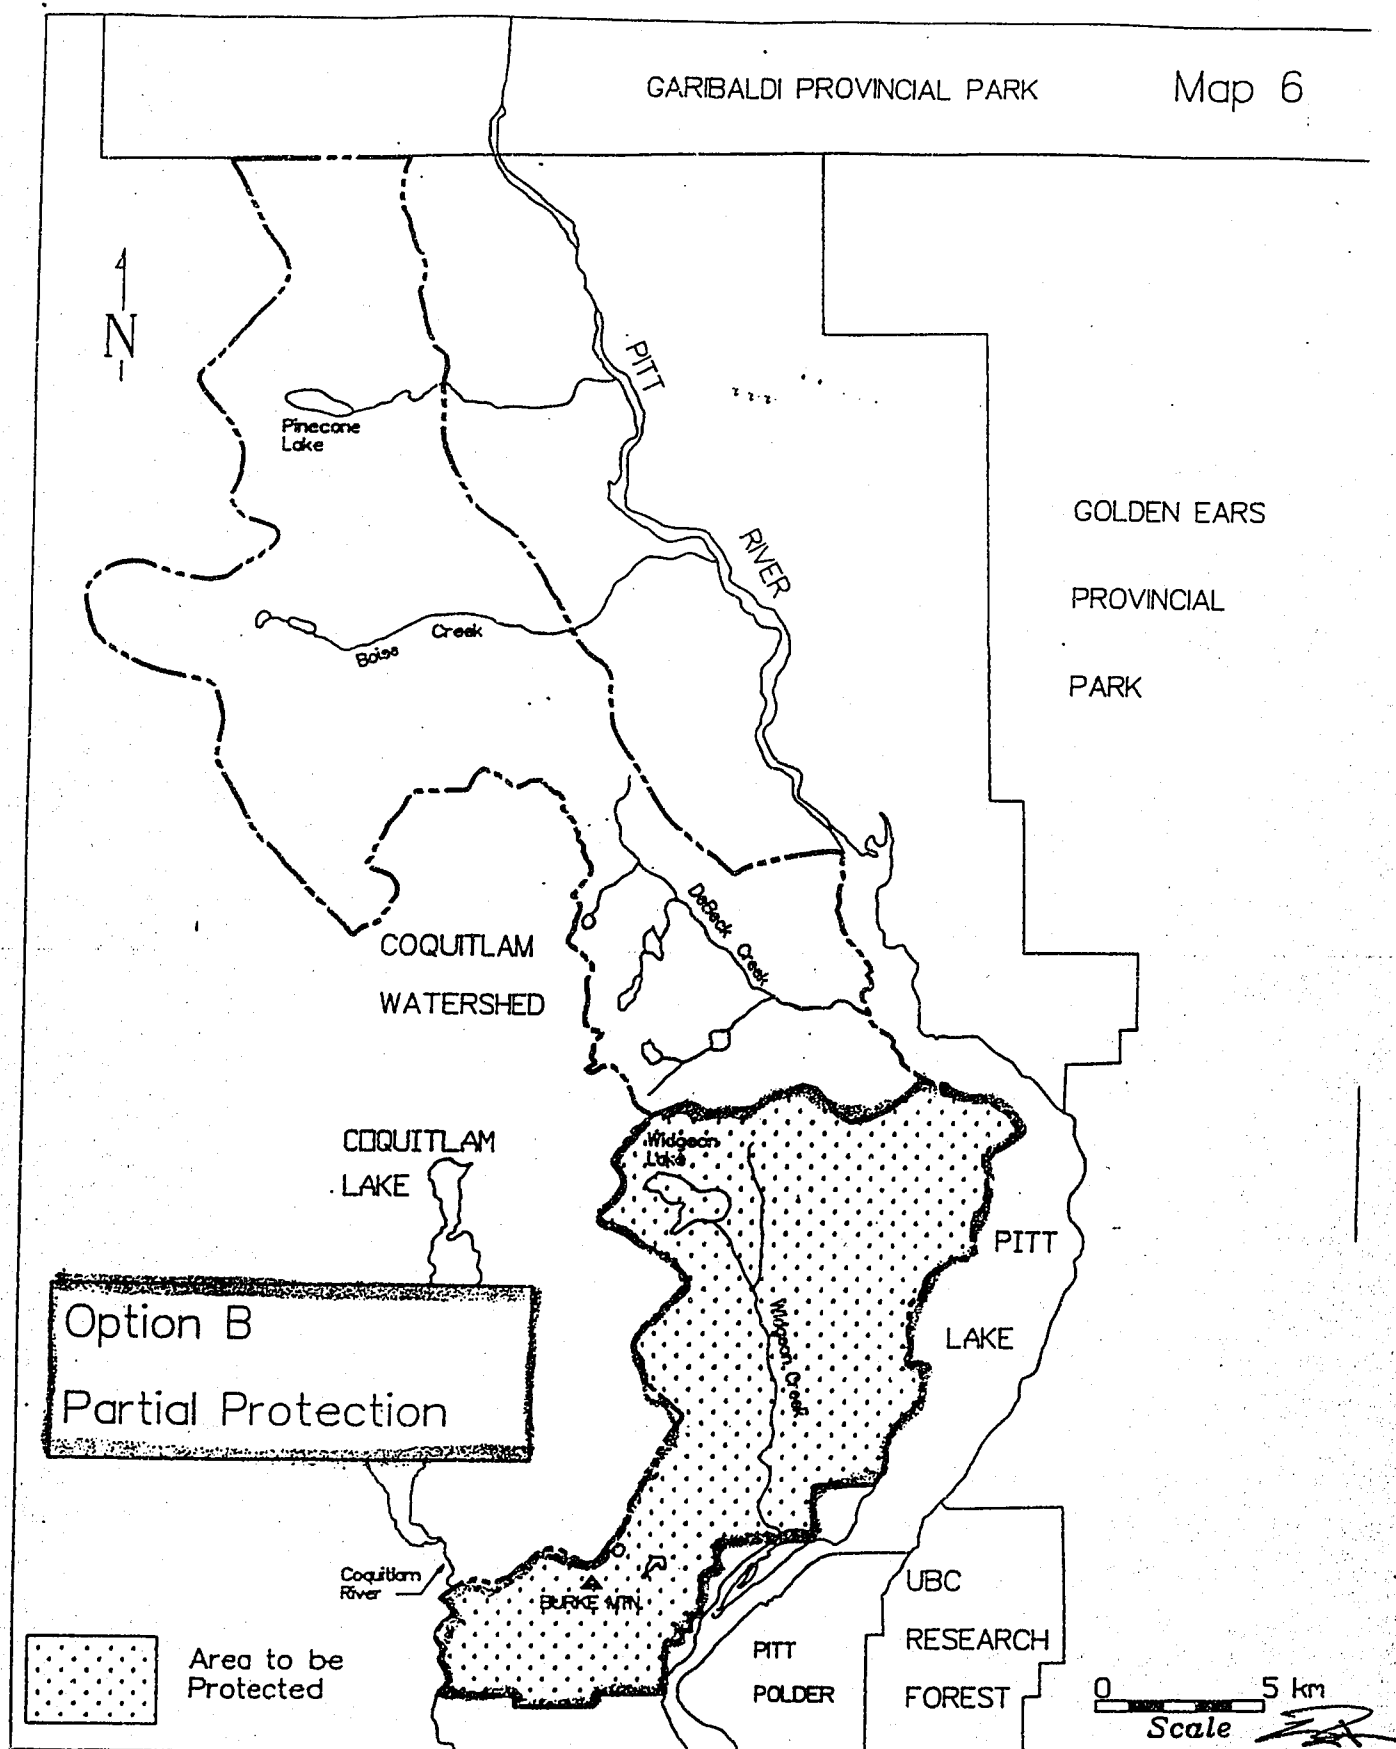 GARIBALDI PROVINCIAL PARK
Map 6
N
PITT
RIVER
Pinecone
Lake
GOLDEN EARS
PROVINCIAL
PARK
Boise Creek
DeBeck Creek
COQUITLAM
WATERSHED
COQUITLAM
LAKE
Widgeon
Lake
PITT
LAKE
Widgeon Creek
Option B
Partial Protection
Coquitlam
River
BURKE MTN.
UBC
RESEARCH
FOREST
PITT
POLDER
Area to be
Protected
0 5 km
Scale